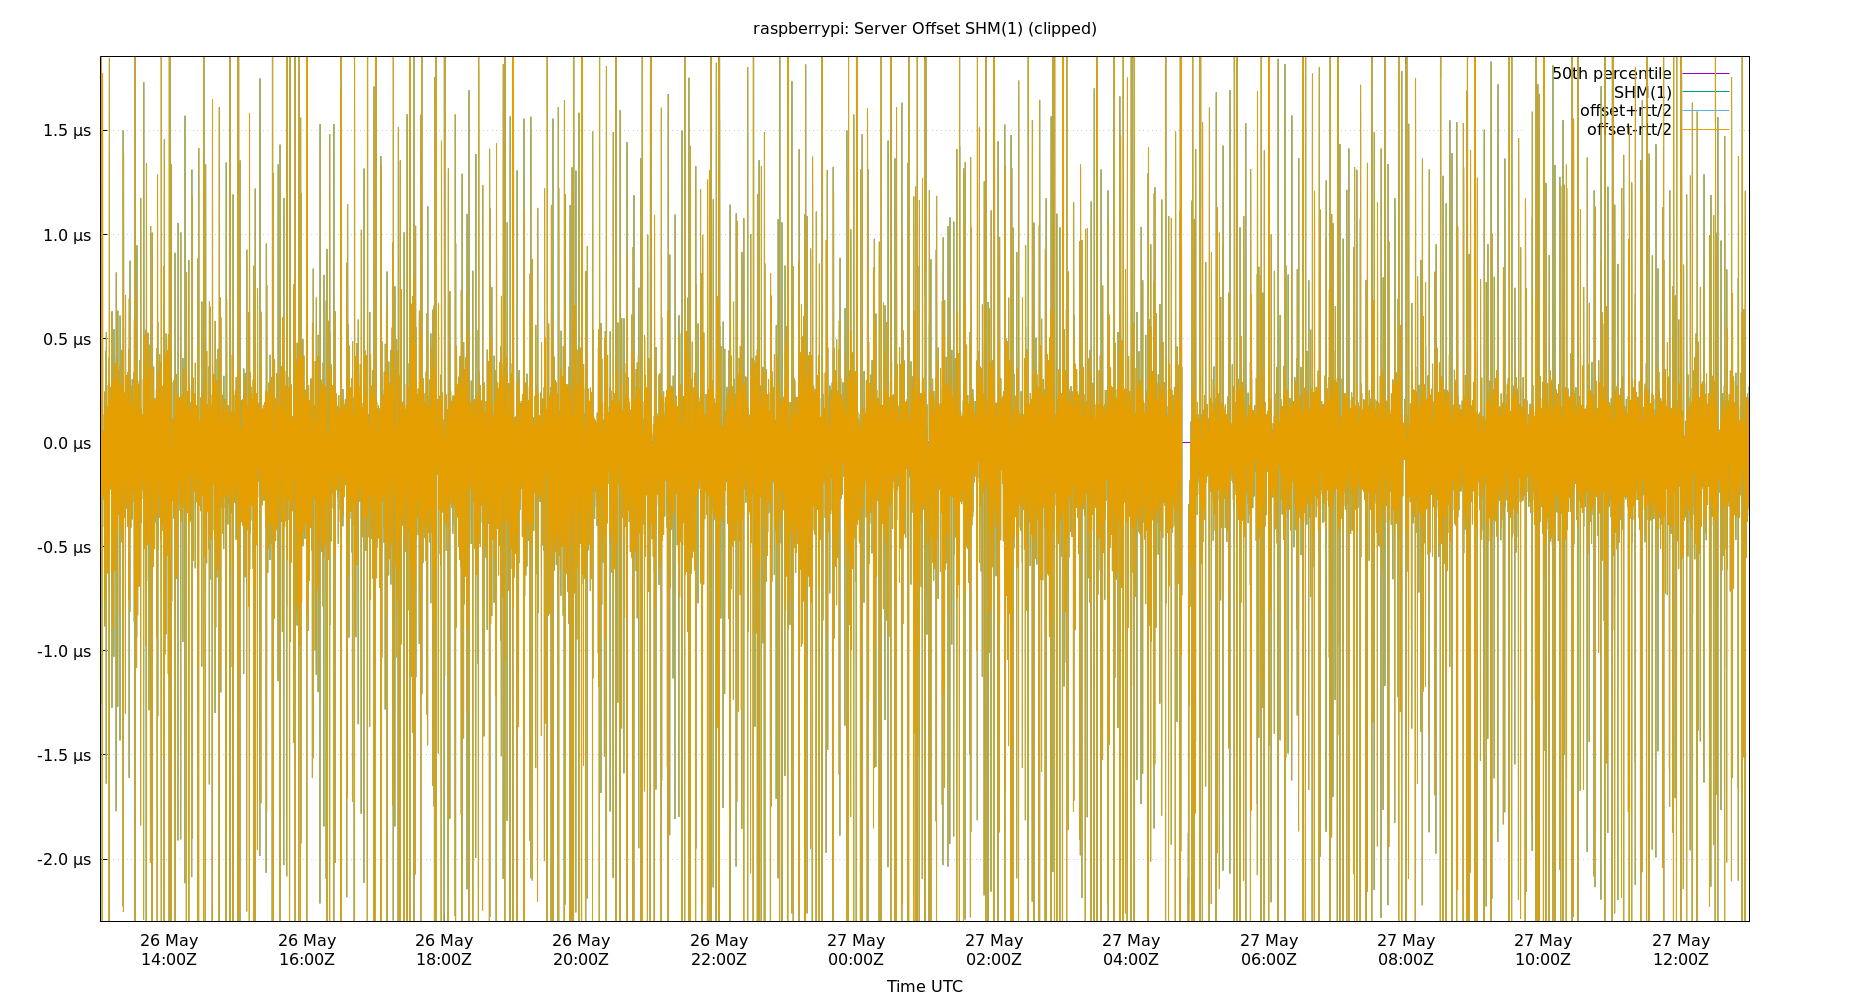 raspberrypi: Server Offset SHM(1) (clipped)
50th percentile
SHM(1)
offset+rtt/2
offset-rtt/2
1.5 µs
1.0 µs
0.5 µs
0.0 µs
-0.5 µs
-1.0 µs
-1.5 µs
-2.0 µs
26 May 26 May 26 May 26 May 26 May 27 May 27 May 27 May 27 May 27 May 27 May 27 May
14:00Z 16:00Z 18:00Z 20:00Z 22:00Z 00:00Z 02:00Z 04:00Z 06:00Z 08:00Z 10:00Z 12:00Z
Time UTC